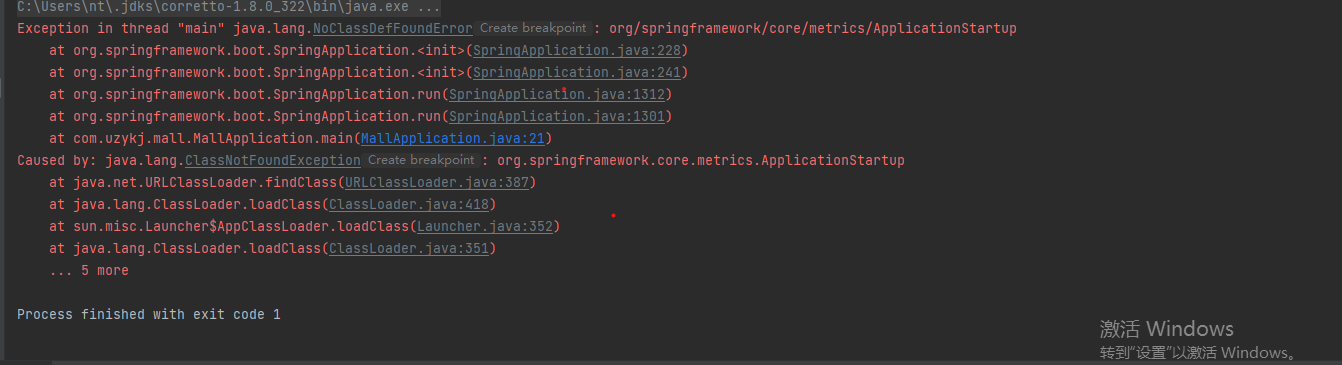 C:\Users\nt\.jdks\corretto-1.8.0_322\bin\java.exe ...
Exception in thread "main" java.lang.NoClassDefFoundError Create breakpoint : org/springframework/core/metrics/ApplicationStartup
at org.springframework.boot.SpringApplication.<init>(SpringApplication.java:228)
at org.springframework.boot.SpringApplication.<init>(SpringApplication.java:241)
at org.springframework.boot.SpringApplication.run(SpringApplication.java:1312)
at org.springframework.boot.SpringApplication.run(SpringApplication.java:1301)
at com.uzykj.mall.MallApplication.main(MallApplication.java:21)
Caused by: java.lang.ClassNotFoundException Create breakpoint : org.springframework.core.metrics.ApplicationStartup
at java.net.URLClassLoader.findClass(URLClassLoader.java:387)
at java.lang.ClassLoader.loadClass(ClassLoader.java:418)
at sun.misc.Launcher$AppClassLoader.loadClass(Launcher.java:352)
at java.lang.ClassLoader.loadClass(ClassLoader.java:351)
... 5 more
Process finished with exit code 1
激活 Windows
转到“设置”以激活 Windows。